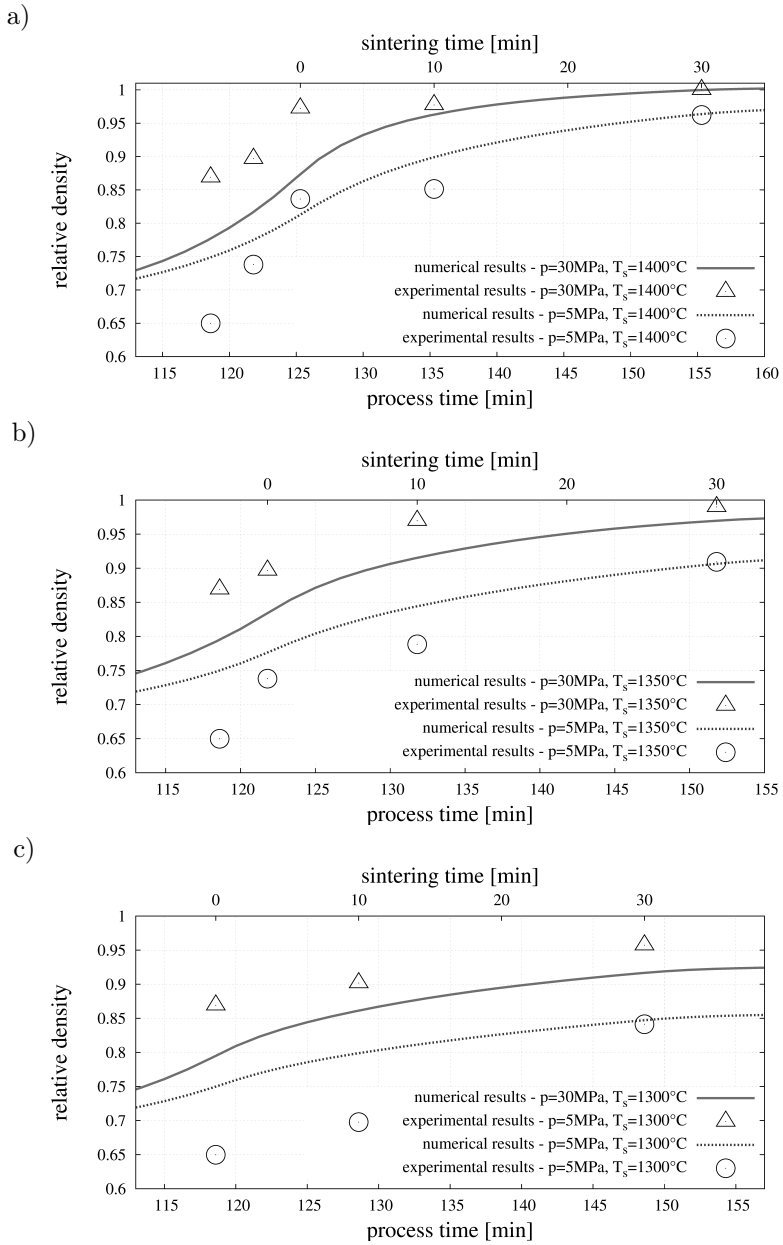 a)
sintering time [min]
0 10 20 30
1
0.95
0.9
0.85
0.8
0.75
0.7
0.65
0.6
relative density
numerical results - p=30MPa, Ts=1400°C
experimental results - p=30MPa, Ts=1400°C
numerical results - p=5MPa, Ts=1400°C
experimental results - p=5MPa, Ts=1400°C
115 120 125 130 135 140 145 150 155 160
process time [min]
b)
sintering time [min]
0 10 20 30
1
0.95
0.9
0.85
0.8
0.75
0.7
0.65
0.6
relative density
numerical results - p=30MPa, Ts=1350°C
experimental results - p=30MPa, Ts=1350°C
numerical results - p=5MPa, Ts=1350°C
experimental results - p=5MPa, Ts=1350°C
115 120 125 130 135 140 145 150 155
process time [min]
c)
sintering time [min]
0 10 20 30
1
0.95
0.9
0.85
0.8
0.75
0.7
0.65
0.6
relative density
numerical results - p=30MPa, Ts=1300°C
experimental results - p=5MPa, Ts=1300°C
numerical results - p=5MPa, Ts=1300°C
experimental results - p=5MPa, Ts=1300°C
115 120 125 130 135 140 145 150 155
process time [min]